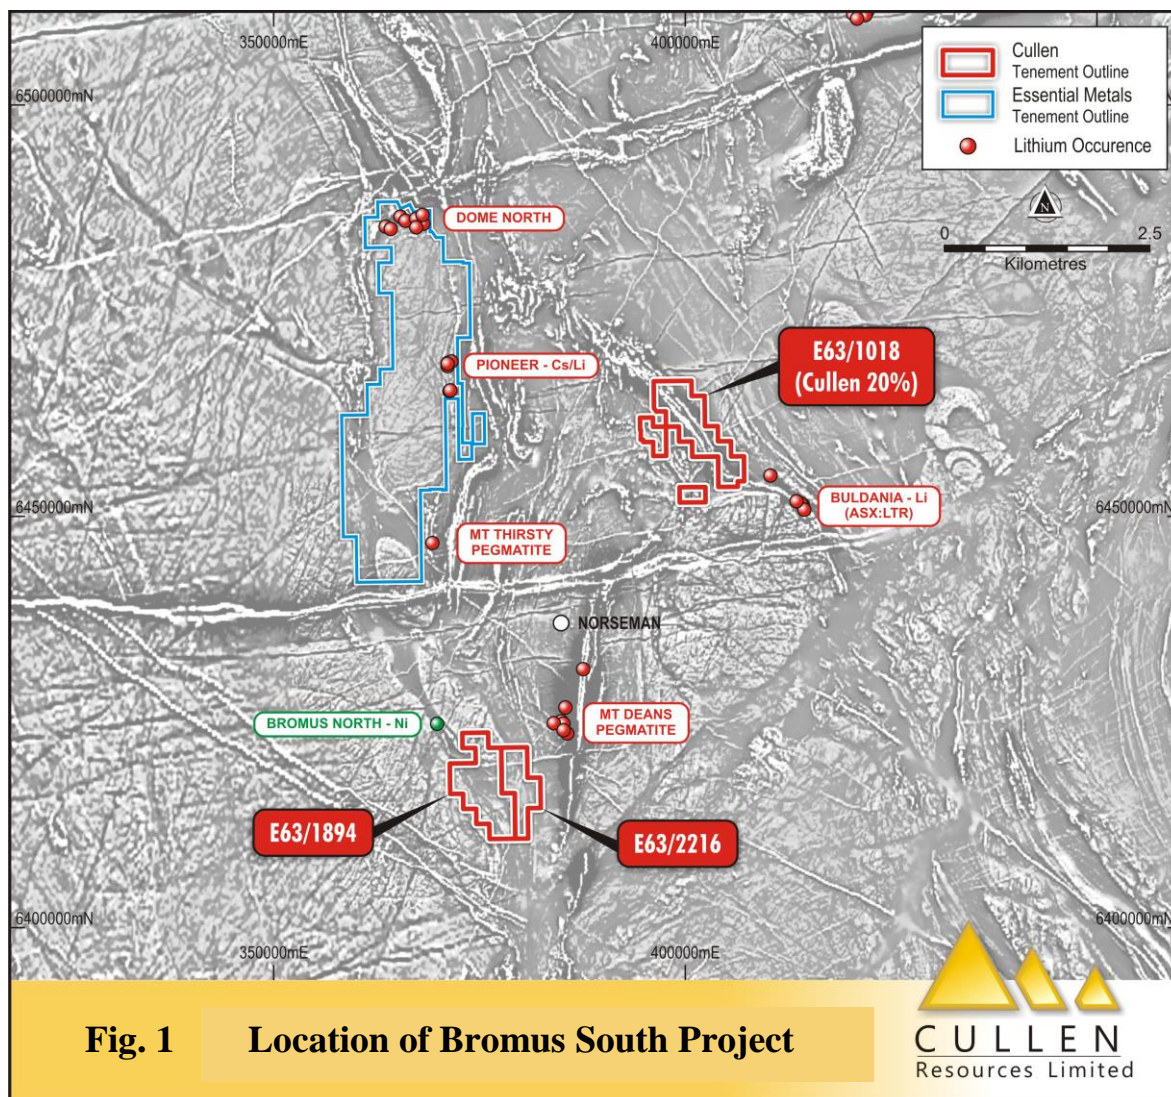 350000mE
400000mE
6500000mN
Cullen
Tenement Outline
Essential Metals
Tenement Outline
Lithium Occurence
N
0
2.5
Kilometres
DOME NORTH
PIONEER - Cs/Li
E63/1018
(Cullen 20%)
BULDANIA - Li
(ASX:LTR)
6450000mN
6450000mN
MT THIRSTY
PEGMATITE
NORSEMAN
BROMUS NORTH - Ni
MT DEANS
PEGMATITE
E63/1894
E63/2216
6400000mN
6400000mN
350000mE
400000mE
Fig. 1 Location of Bromus South Project
CULLEN
Resources Limited